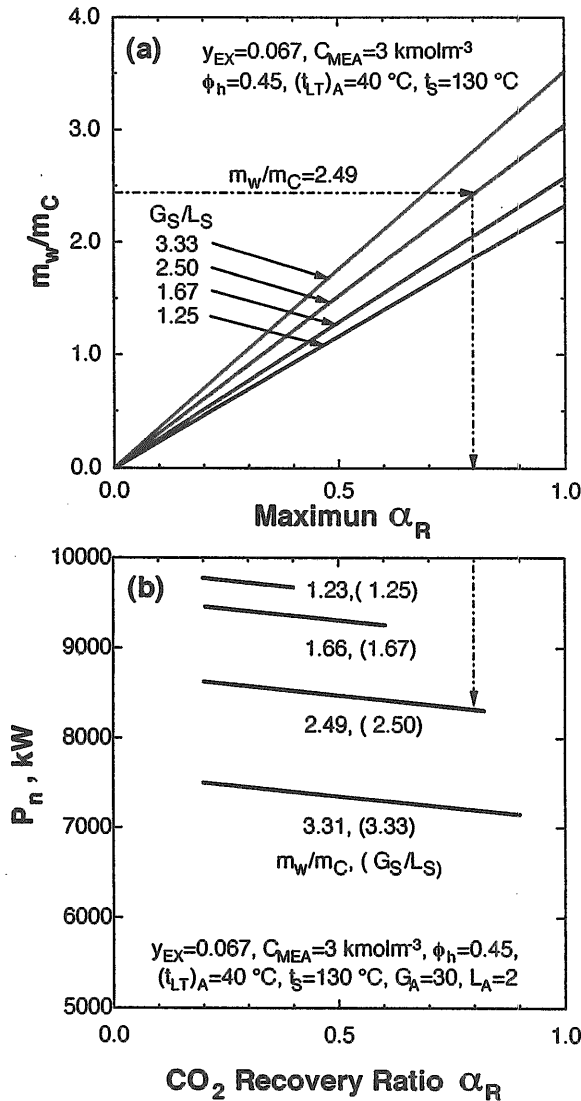 (a)
y_EX=0.067, C_MEA=3 kmolm⁻³
ϕ_h=0.45, (t_LT)_A=40 °C, t_S=130 °C
m_W/m_C=2.49
G_S/L_S
3.33
2.50
1.67
1.25
4.0
3.0
2.0
1.0
0.0
m_W/m_C
0.0
0.5
1.0
Maximun α_R
(b)
1.23,( 1.25)
1.66, (1.67)
2.49, ( 2.50)
3.31, (3.33)
m_W/m_C, ( G_S/L_S)
y_EX=0.067, C_MEA=3 kmolm⁻³, ϕ_h=0.45,
(t_LT)_A=40 °C, t_S=130 °C, G_A=30, L_A=2
10000
9000
8000
7000
6000
5000
P_n , kW
0.0
0.5
1.0
CO₂ Recovery Ratio α_R